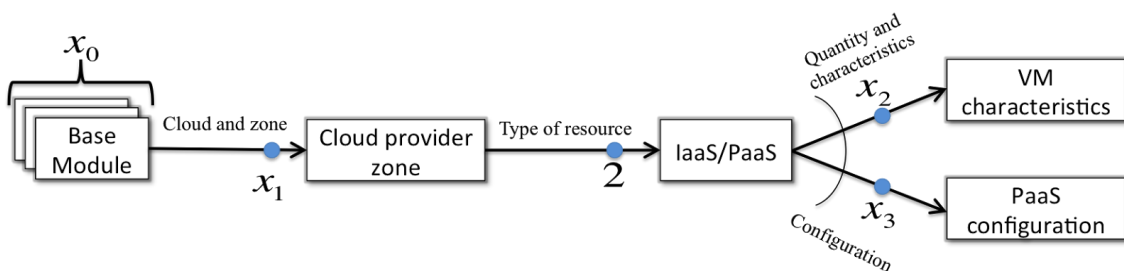 x₀
Base
Module
Cloud and zone
x₁
Cloud provider
zone
Type of resource
2
IaaS/PaaS
Quantity and
characteristics
x₂
VM
characteristics
x₃
Configuration
PaaS
configuration